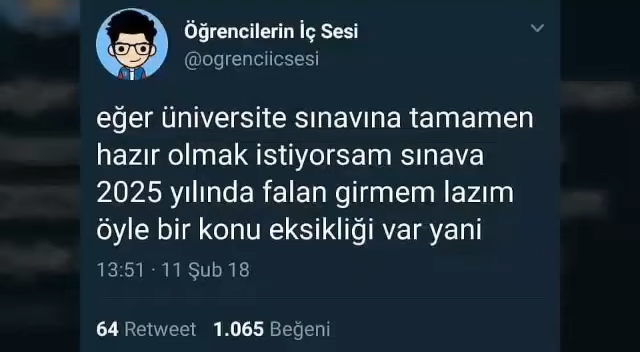 Öğrencilerin İç Sesi
@ogrenciicsesi
eğer üniversite sınavına tamamen
hazır olmak istiyorsam sınava
2025 yılında falan girmem lazım
öyle bir konu eksikliği var yani
13:51 · 11 Şub 18
64 Retweet 1.065 Beğeni